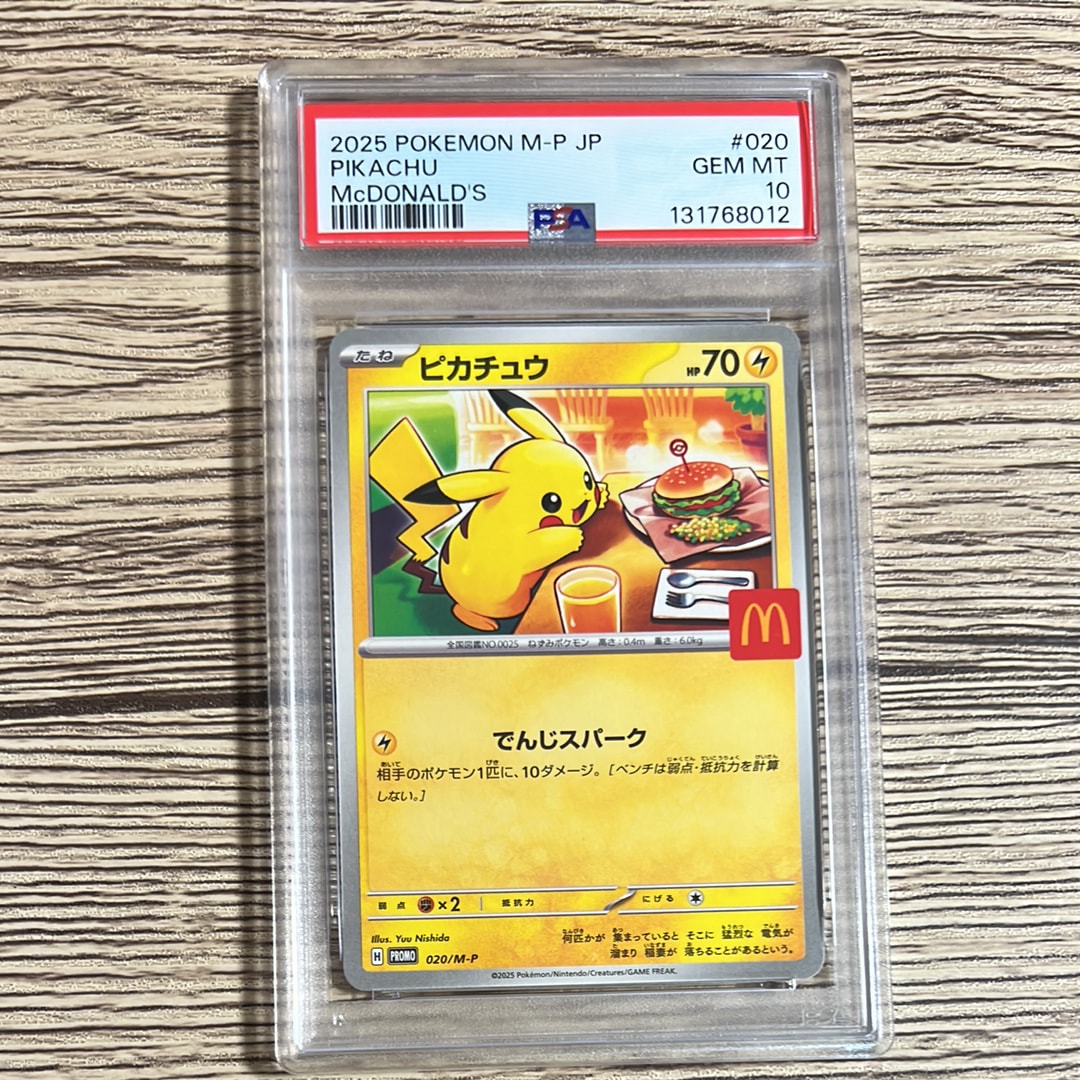 2025 POKEMON M-P JP #020
PIKACHU GEM MT
McDONALD'S 10
PSA 131768012
たね ピカチュウ HP70
全国図鑑NO.0025 ねずみポケモン 高さ:0.4m 重さ:6.0kg
でんじスパーク
相手のポケモン1匹に、10ダメージ。[ベンチは弱点・抵抗力を計算
しない。]
弱点 ×2 抵抗力 にげる
Illus. Yuu Nishida
何匹かが 集まっていると そこに 猛烈な 電気が
溜まり 稲妻が 落ちることがあるという。
H PROMO 020/M-P
©2025 Pokémon/Nintendo/Creatures/GAME FREAK.